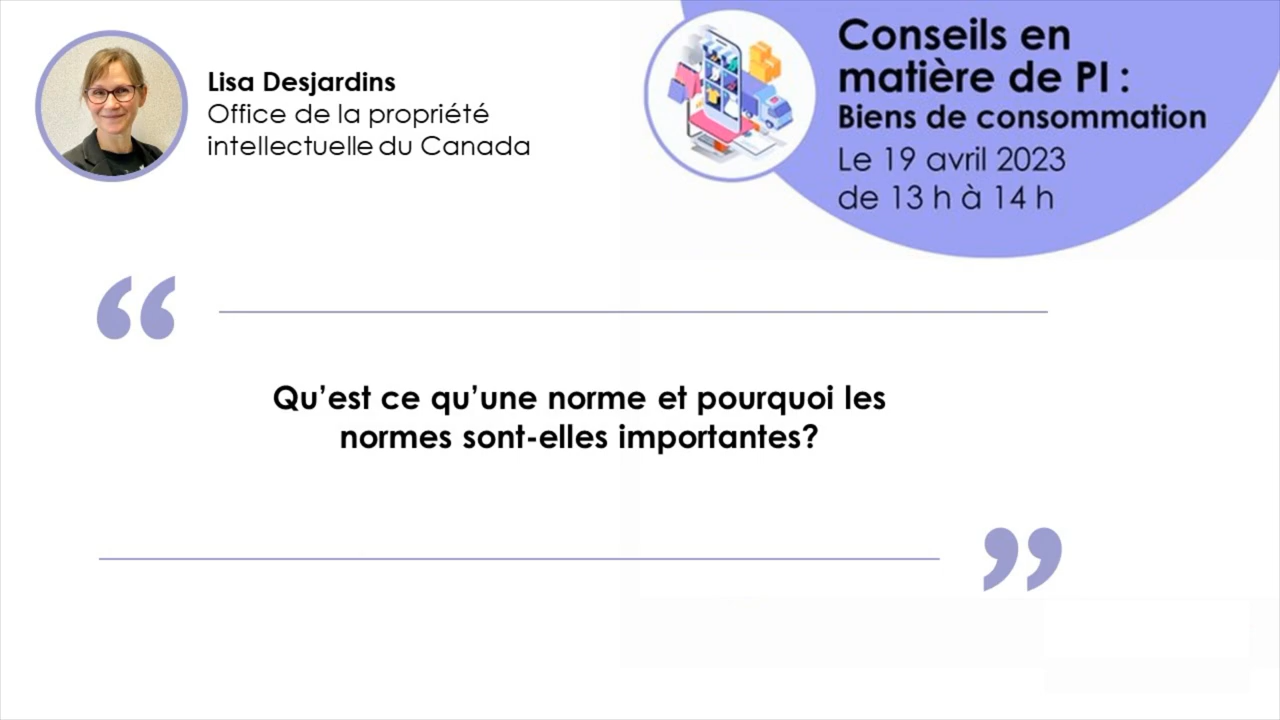 Lisa Desjardins
Office de la propriété
intellectuelle du Canada
Conseils en
matière de PI :
Biens de consommation
Le 19 avril 2023
de 13 h à 14 h
“
Qu’est ce qu’une norme et pourquoi les
normes sont-elles importantes?
”